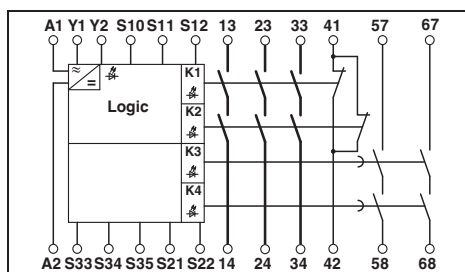 A1 Y1 Y2 S10 S11 S12 13 23 33 41 57 67
K1
Logic
K2
K3
K4
A2 S33 S34 S35 S21 S22 14 24 34 42 58 68